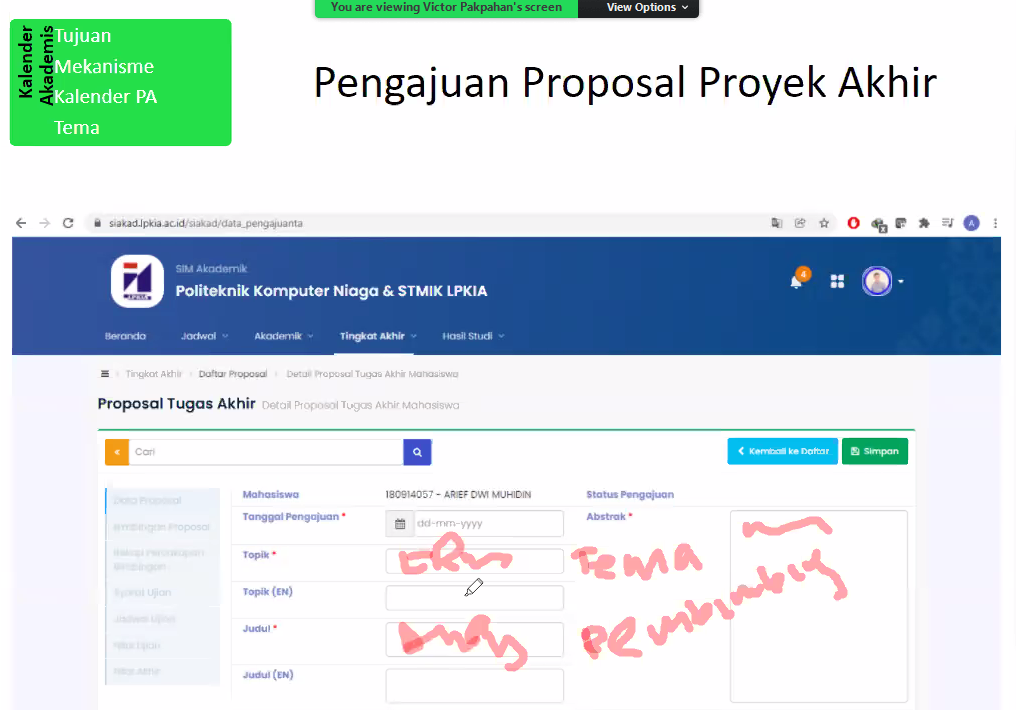 You are viewing Victor Pakpahan's screen
View Options
Kalender
Akademis
Tujuan
Mekanisme
Kalender PA
Tema
Pengajuan Proposal Proyek Akhir
siakad.lpkia.ac.id/siakad/data_pengajuanta
A
LPKIA
SIM Akademik
Politeknik Komputer Niaga & STMIK LPKIA
4
Beranda Jadwal Akademik Tingkat Akhir Hasil Studi
Tingkat Akhir Daftar Proposal Detail Proposal Tugas Akhir Mahasiswa
Proposal Tugas Akhir Detail Proposal Tugas Akhir Mahasiswa
Cari
Kembali ke Daftar
Simpan
Data Proposal
Bimbingan Proposal
Rekap Percakapan
Bimbingan
Syarat Ujian
Jadwal Ujian
Nilai Ujian
Nilai Akhir
Mahasiswa 180914057 - ARIEF DWI MUHIDIN
Tanggal Pengajuan * dd-mm-yyyy
Topik *
Topik (EN)
Judul *
Judul (EN)
Status Pengajuan
Abstrak *
Tema
Pembimbing